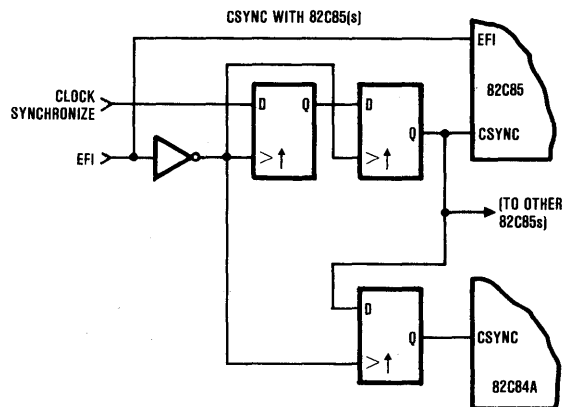 CSYNC WITH 82C85(s)
EFI
82C85
CLOCK
SYNCHRONIZE
D Q
D
Q
CSYNC
EFI
>↑
>↑
(TO OTHER
82C85s)
D
Q
CSYNC
>↑
82C84A